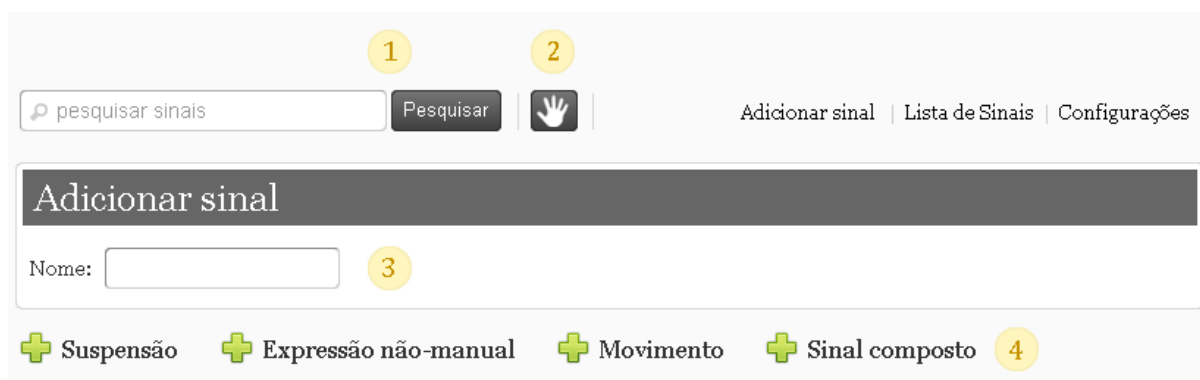 1 2
pesquisar sinais Pesquisar Adicionar sinal | Lista de Sinais | Configurações
Adicionar sinal
Nome: 3
Suspensão Expressão não-manual Movimento Sinal composto 4